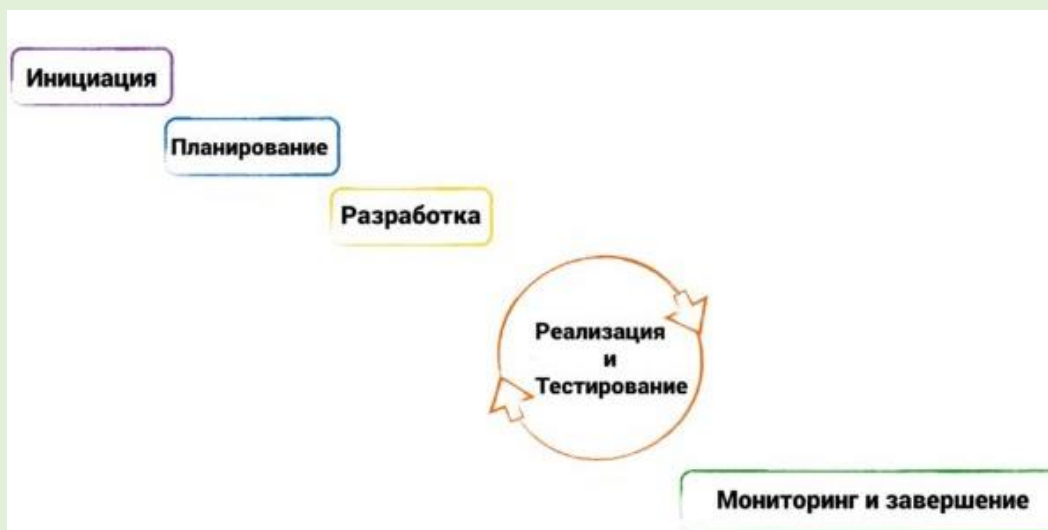 Инициация
Планирование
Разработка
Реализация
и
Тестирование
Мониторинг и завершение